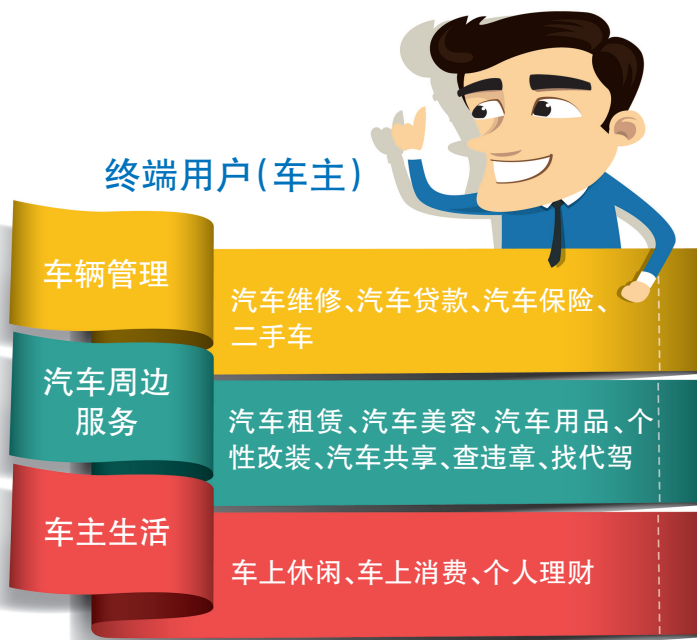 终端用户(车主)
车辆管理
汽车维修、汽车贷款、汽车保险、
二手车
汽车周边
服务
汽车租赁、汽车美容、汽车用品、个
性改装、汽车共享、查违章、找代驾
车主生活
车上休闲、车上消费、个人理财